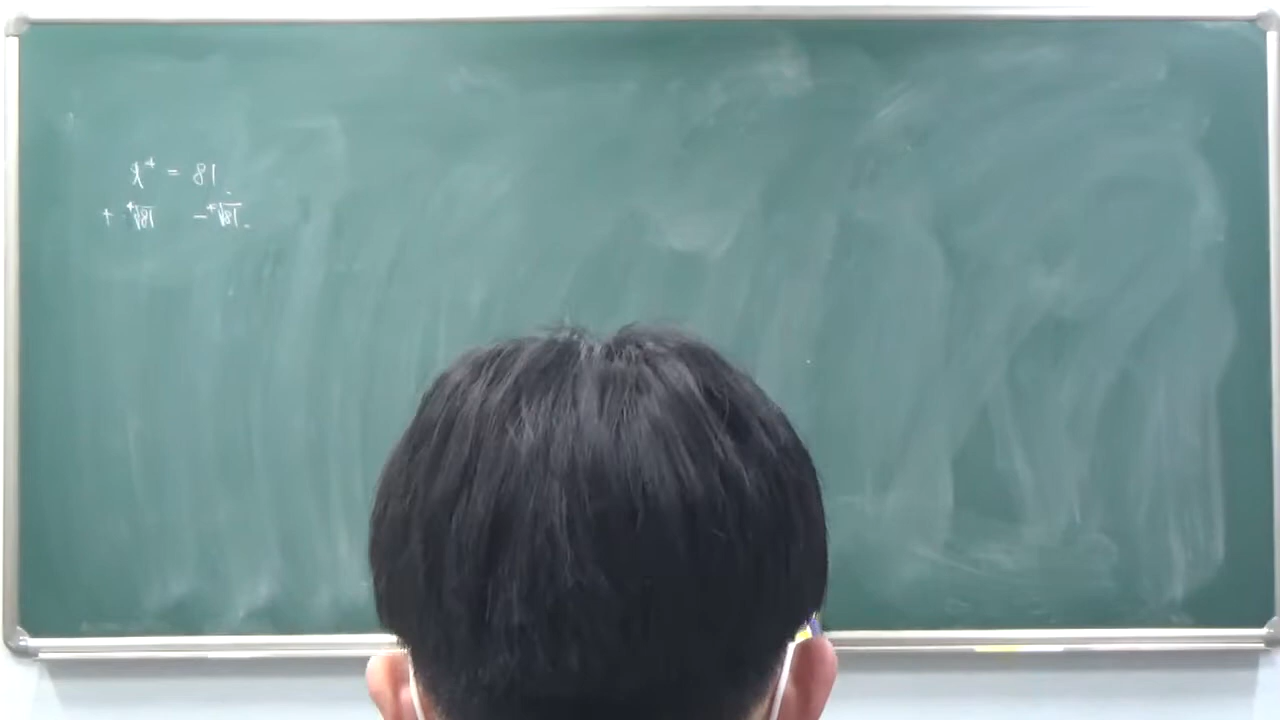 x⁴ = 81
+ ⁴√81 - ⁴√81